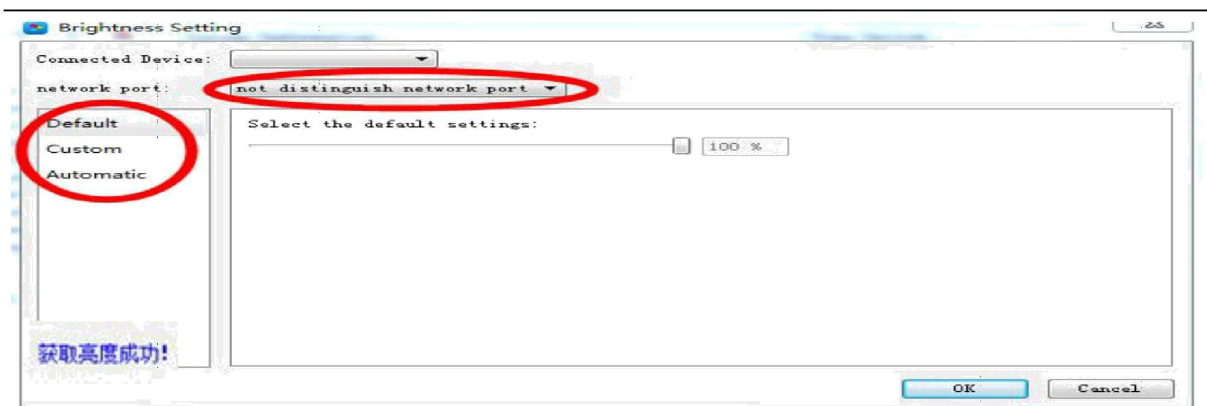 Brightness Setting
Connected Device:
network port: not distinguish network port
Default
Custom
Automatic
Select the default settings:
100 %
获取亮度成功!
OK Cancel